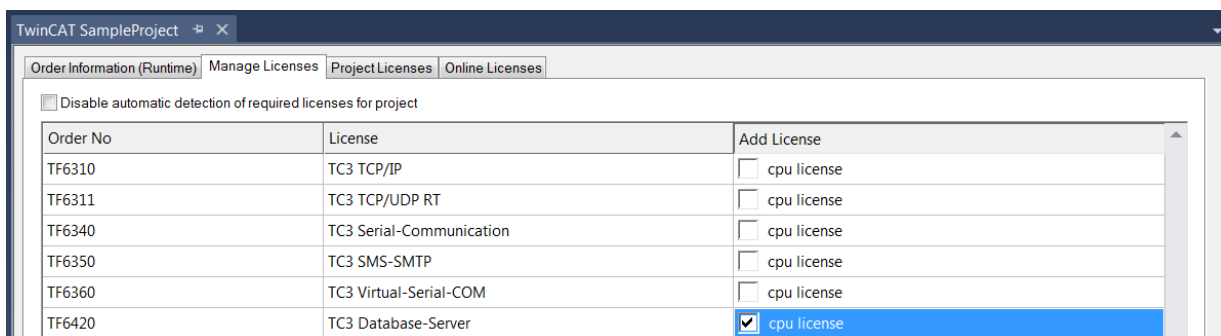 TwinCAT SampleProject
Order Information (Runtime) Manage Licenses Project Licenses Online Licenses
Disable automatic detection of required licenses for project
Order No License Add License
TF6310 TC3 TCP/IP cpu license
TF6311 TC3 TCP/UDP RT cpu license
TF6340 TC3 Serial-Communication cpu license
TF6350 TC3 SMS-SMTP cpu license
TF6360 TC3 Virtual-Serial-COM cpu license
TF6420 TC3 Database-Server cpu license